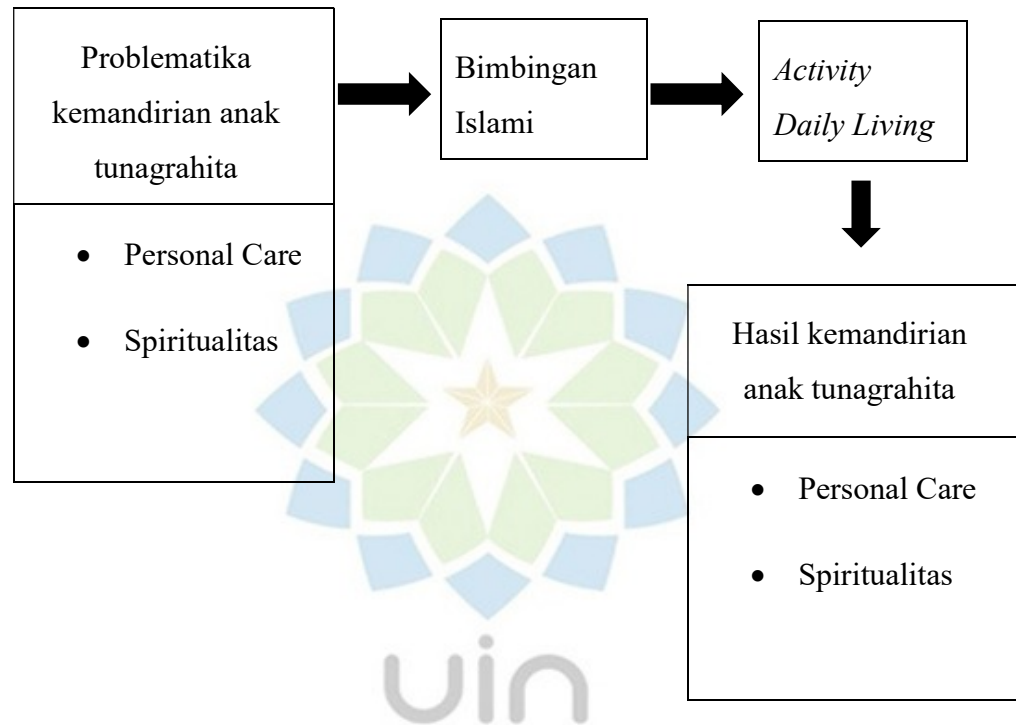 Problematika
kemandirian anak
tunagrahita
• Personal Care
• Spiritualitas
Bimbingan
Islami
Activity
Daily Living
Hasil kemandirian
anak tunagrahita
• Personal Care
• Spiritualitas
uin